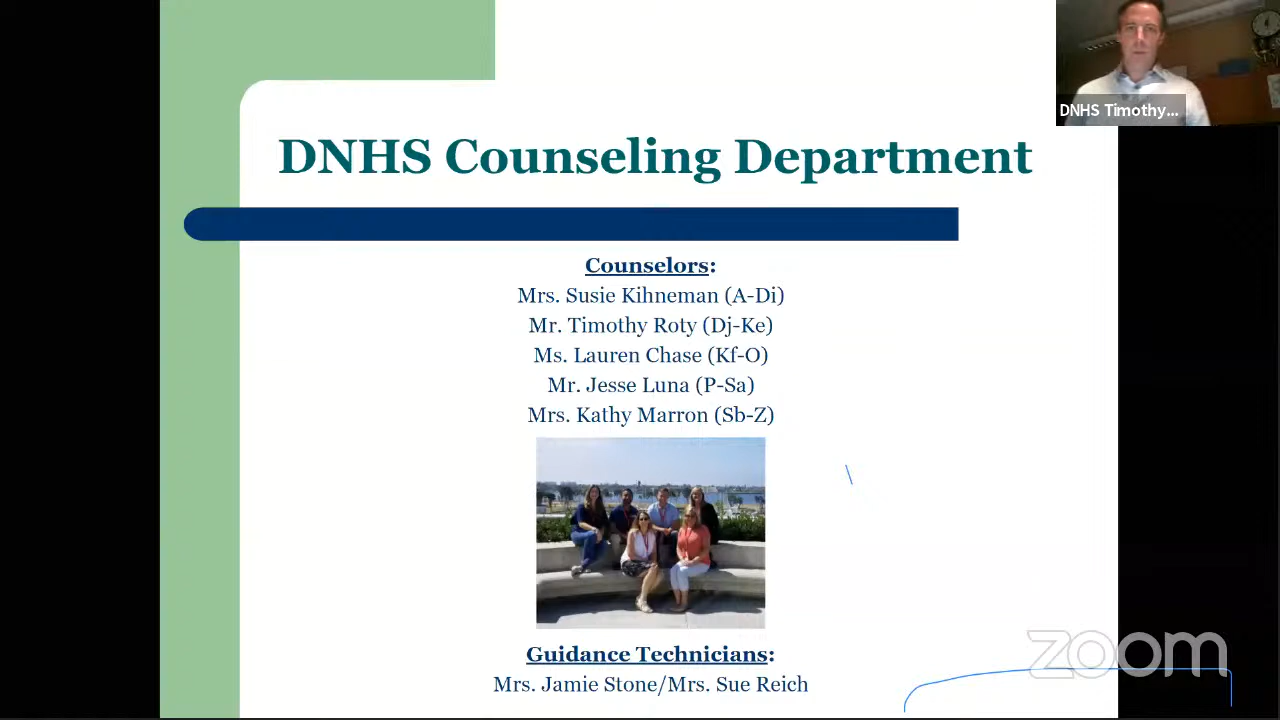 DNHS Timothy...
DNHS Counseling Department
Counselors:
Mrs. Susie Kihneman (A-Di)
Mr. Timothy Roty (Dj-Ke)
Ms. Lauren Chase (Kf-O)
Mr. Jesse Luna (P-Sa)
Mrs. Kathy Marron (Sb-Z)
Guidance Technicians:
Mrs. Jamie Stone/Mrs. Sue Reich
zoom